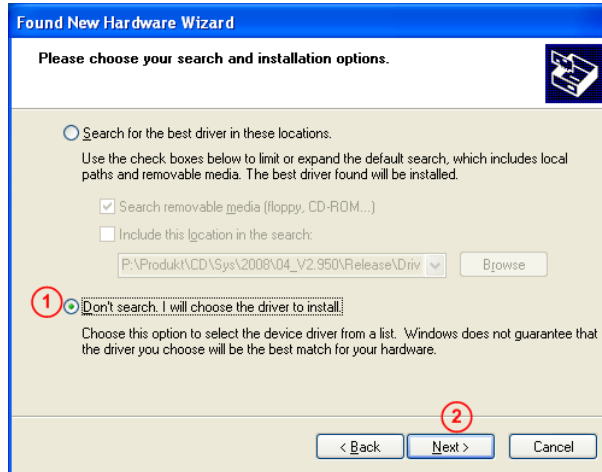 Found New Hardware Wizard
Please choose your search and installation options.
Search for the best driver in these locations.
Use the check boxes below to limit or expand the default search, which includes local
paths and removable media. The best driver found will be installed.
Search removable media (floppy, CD-ROM...)
Include this location in the search:
P:\Produkt\CD\Sys\2008\04_V2.950\Release\Driv
Browse
1
Don't search. I will choose the driver to install.
Choose this option to select the device driver from a list. Windows does not guarantee that
the driver you choose will be the best match for your hardware.
2
< Back
Next >
Cancel